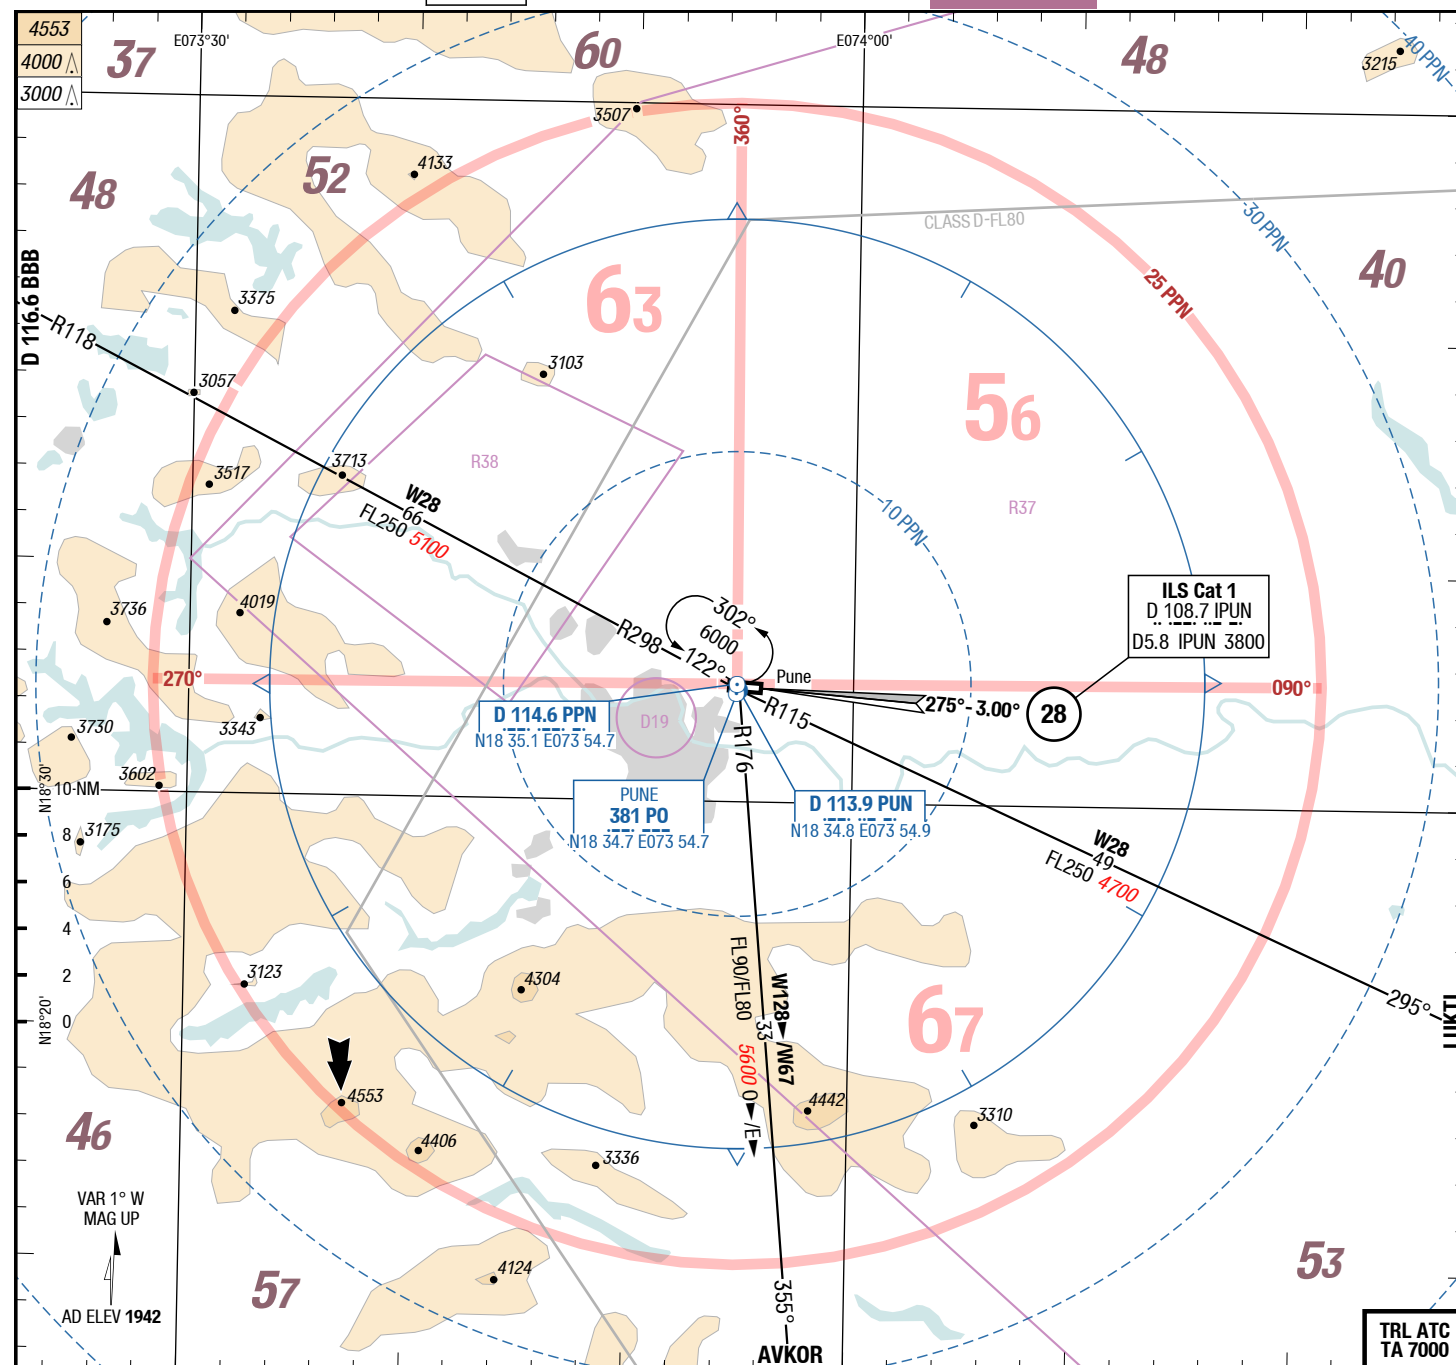 4553
4000
3000
E073°30'
E074°00'
37
60
48
3215
40 PPN
3507
360°
4133
52
48
CLASS D-FL80
30 PPN
40
D 116.6 BBB
R118
3375
63
25 PPN
3057
3103
56
3517
3713
R38
W28
66
FL250 5100
10 PPN
R37
ILS Cat 1
D 108.7 IPUN
D5.8 IPUN 3800
3736
4019
302°
6000
R298
122°
Pune
270°
090°
275°- 3.00°
28
3343
3730
D19
D 114.6 PPN
N18 35.1 E073 54.7
R115
R176
3602
N18°30'
10-NM
PUNE
381 PO
N18 34.7 E073 54.7
D 113.9 PUN
N18 34.8 E073 54.9
8
3175
W28
49
FL250 4700
6
4
2
0
N18°20'
3123
4304
FL90/FL80
W128 /W67
33
5600 O /E
67
295°
4553
4442
3310
4406
3336
46
VAR 1° W
MAG UP
4124
57
53
355°
AD ELEV 1942
AVKOR
TRL ATC
TA 7000